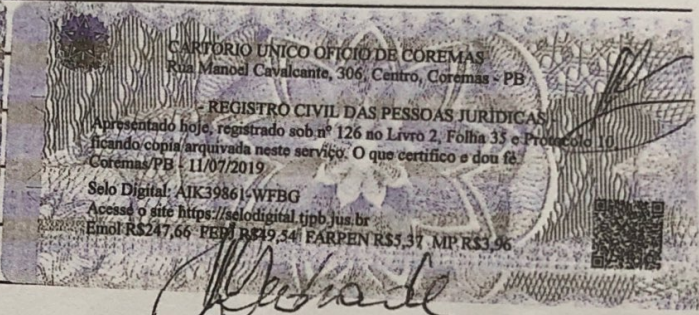 CARTORIO UNICO OFICIO DE COREMAS
Rua Manoel Cavalcante, 306, Centro, Coremas - PB
- REGISTRO CIVIL DAS PESSOAS JURÍDICAS
Apresentado hoje, registrado sob nº 126 no Livro 2, Folha 35 e Protocolo 10,
ficando cópia arquivada neste serviço. O que certifico e dou fé.
Coremas/PB - 11/07/2019
Selo Digital: AIK39861-WFBG
Acesse o site https://selodigital.tjpb.jus.br
Emol R$247,66 FEPJ R$49,54 FARPEN R$5,37 MP R$3,96